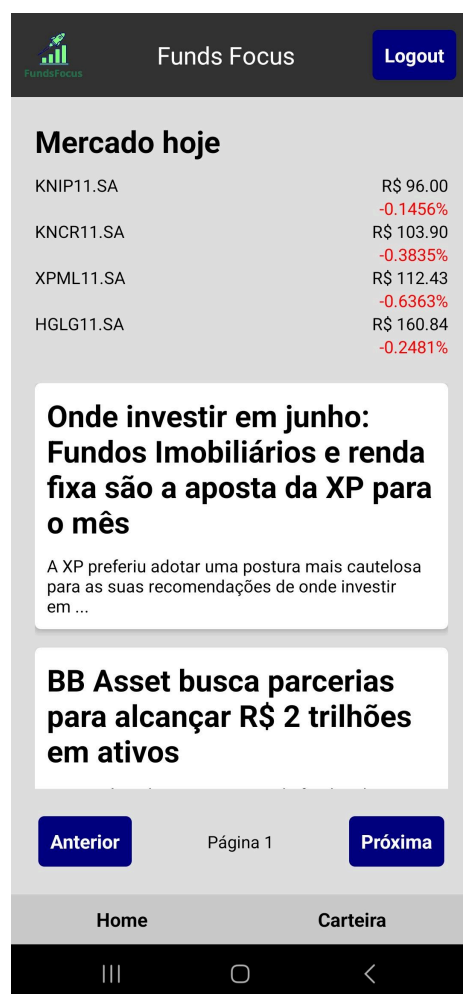 FundsFocus
Funds Focus
Logout
Mercado hoje
KNIP11.SA
R$ 96.00
-0.1456%
KNCR11.SA
R$ 103.90
-0.3835%
XPML11.SA
R$ 112.43
-0.6363%
HGLG11.SA
R$ 160.84
-0.2481%
Onde investir em junho:
Fundos Imobiliários e renda
fixa são a aposta da XP para
o mês
A XP preferiu adotar uma postura mais cautelosa
para as suas recomendações de onde investir
em ...
BB Asset busca parcerias
para alcançar R$ 2 trilhões
em ativos
Anterior
Página 1
Próxima
Home
Carteira